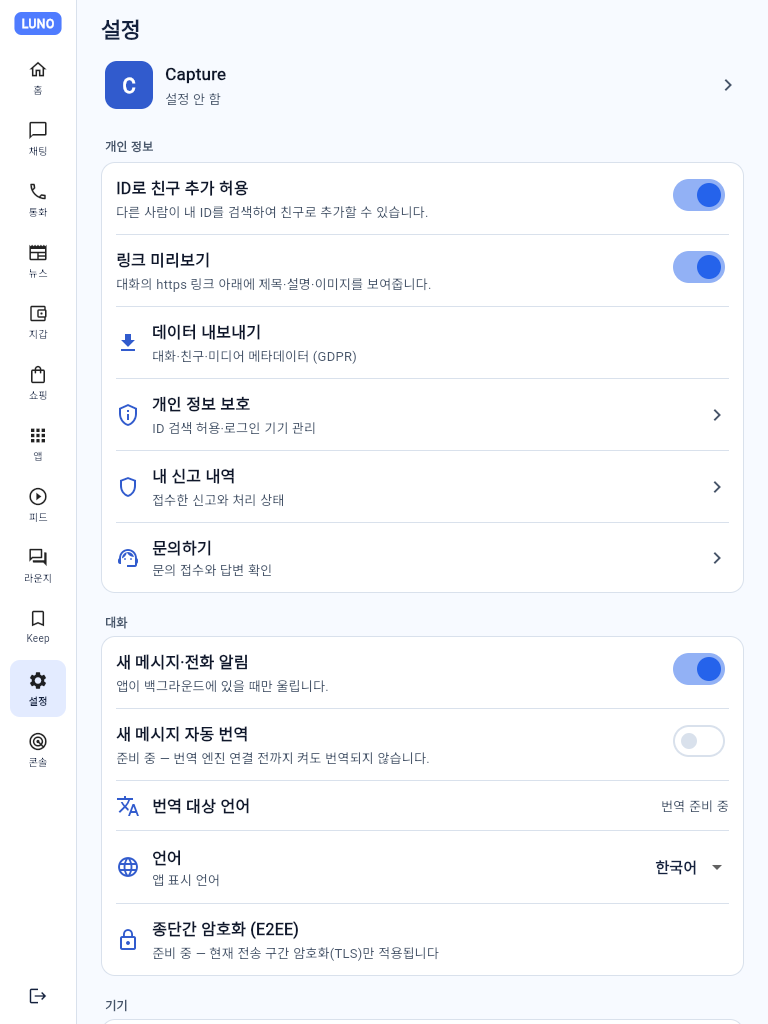 LUNO
홈
채팅
통화
뉴스
지갑
쇼핑
앱
피드
라운지
Keep
설정
콘솔
설정
C
Capture
설정 안 함
개인 정보
ID로 친구 추가 허용
다른 사람이 내 ID를 검색하여 친구로 추가할 수 있습니다.
링크 미리보기
대화의 https 링크 아래에 제목·설명·이미지를 보여줍니다.
데이터 내보내기
대화·친구·미디어 메타데이터 (GDPR)
개인 정보 보호
ID 검색 허용·로그인 기기 관리
내 신고 내역
접수한 신고와 처리 상태
문의하기
문의 접수와 답변 확인
대화
새 메시지·전화 알림
앱이 백그라운드에 있을 때만 울립니다.
새 메시지 자동 번역
준비 중 — 번역 엔진 연결 전까지 켜도 번역되지 않습니다.
번역 대상 언어
번역 준비 중
언어
앱 표시 언어
한국어
종단간 암호화 (E2EE)
준비 중 — 현재 전송 구간 암호화(TLS)만 적용됩니다
기기